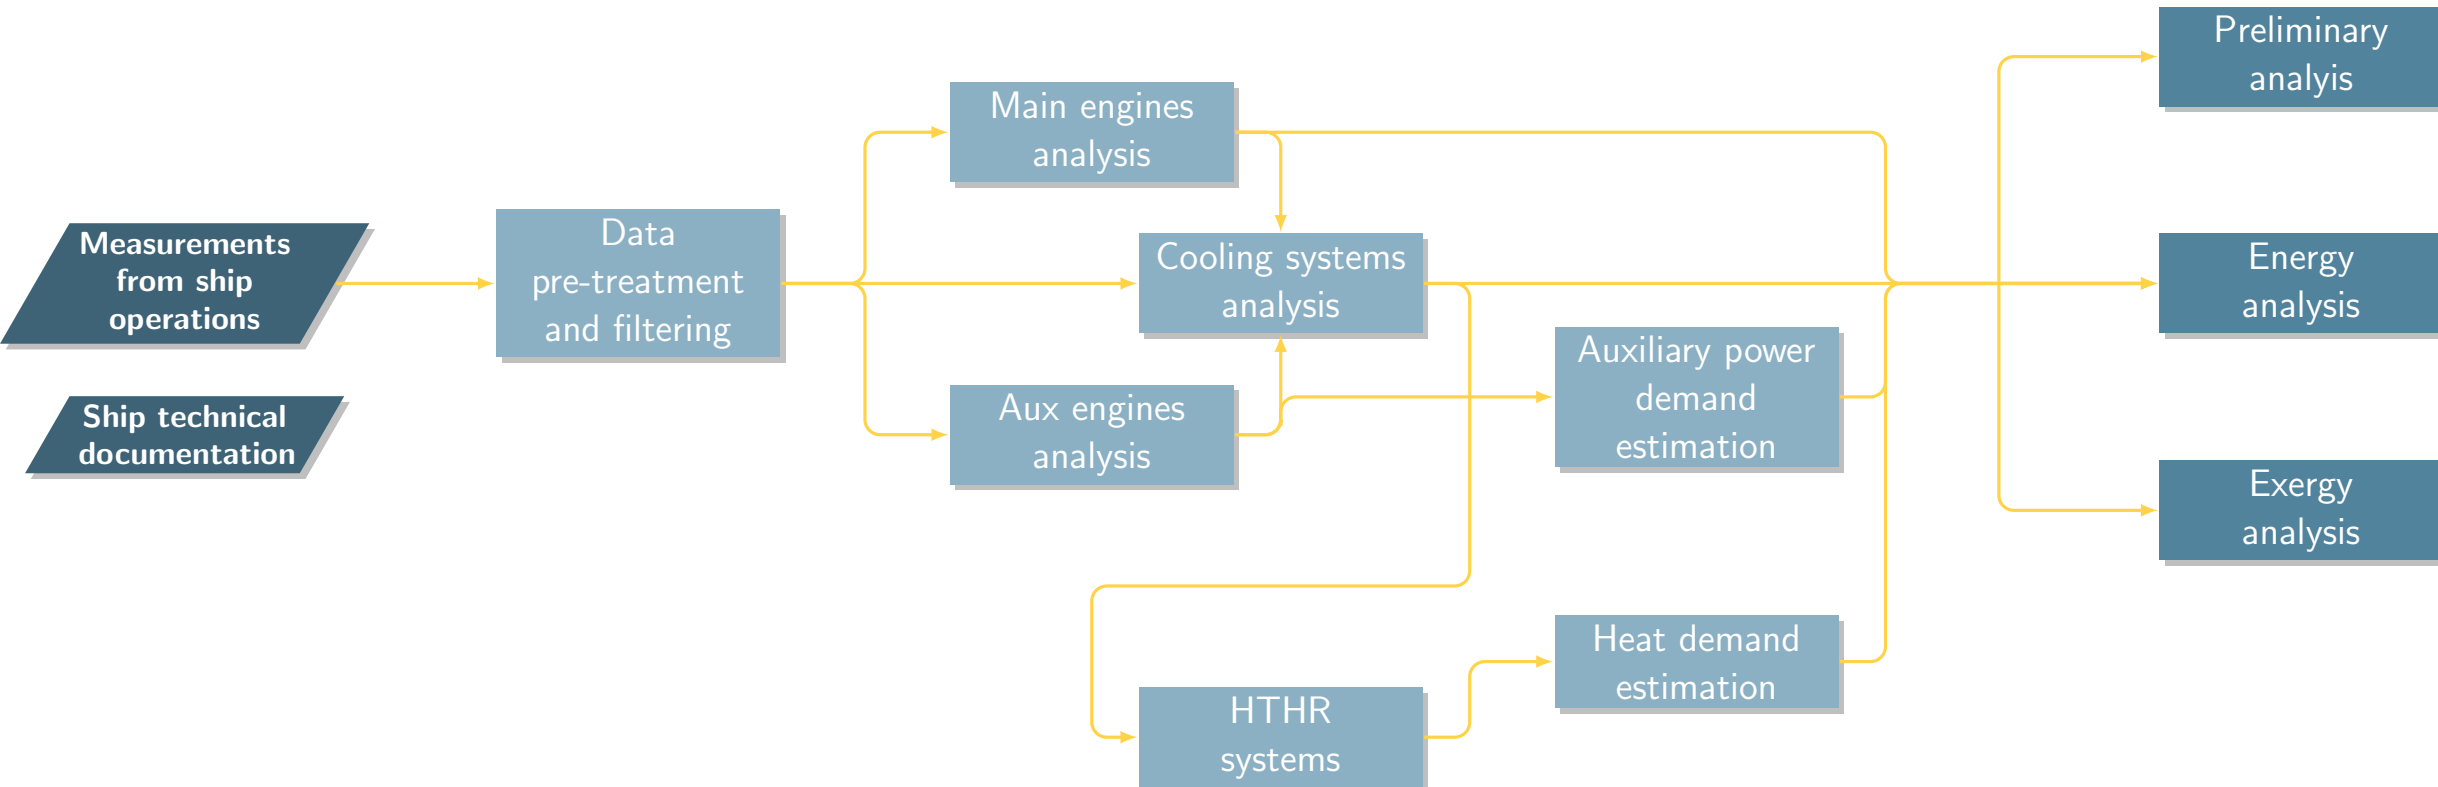 Measurements
from ship
operations
Ship technical
documentation
Data
pre-treatment
and filtering
Main engines
analysis
Cooling systems
analysis
Aux engines
analysis
Auxiliary power
demand
estimation
HTHR
systems
Heat demand
estimation
Preliminary
analyis
Energy
analysis
Exergy
analysis